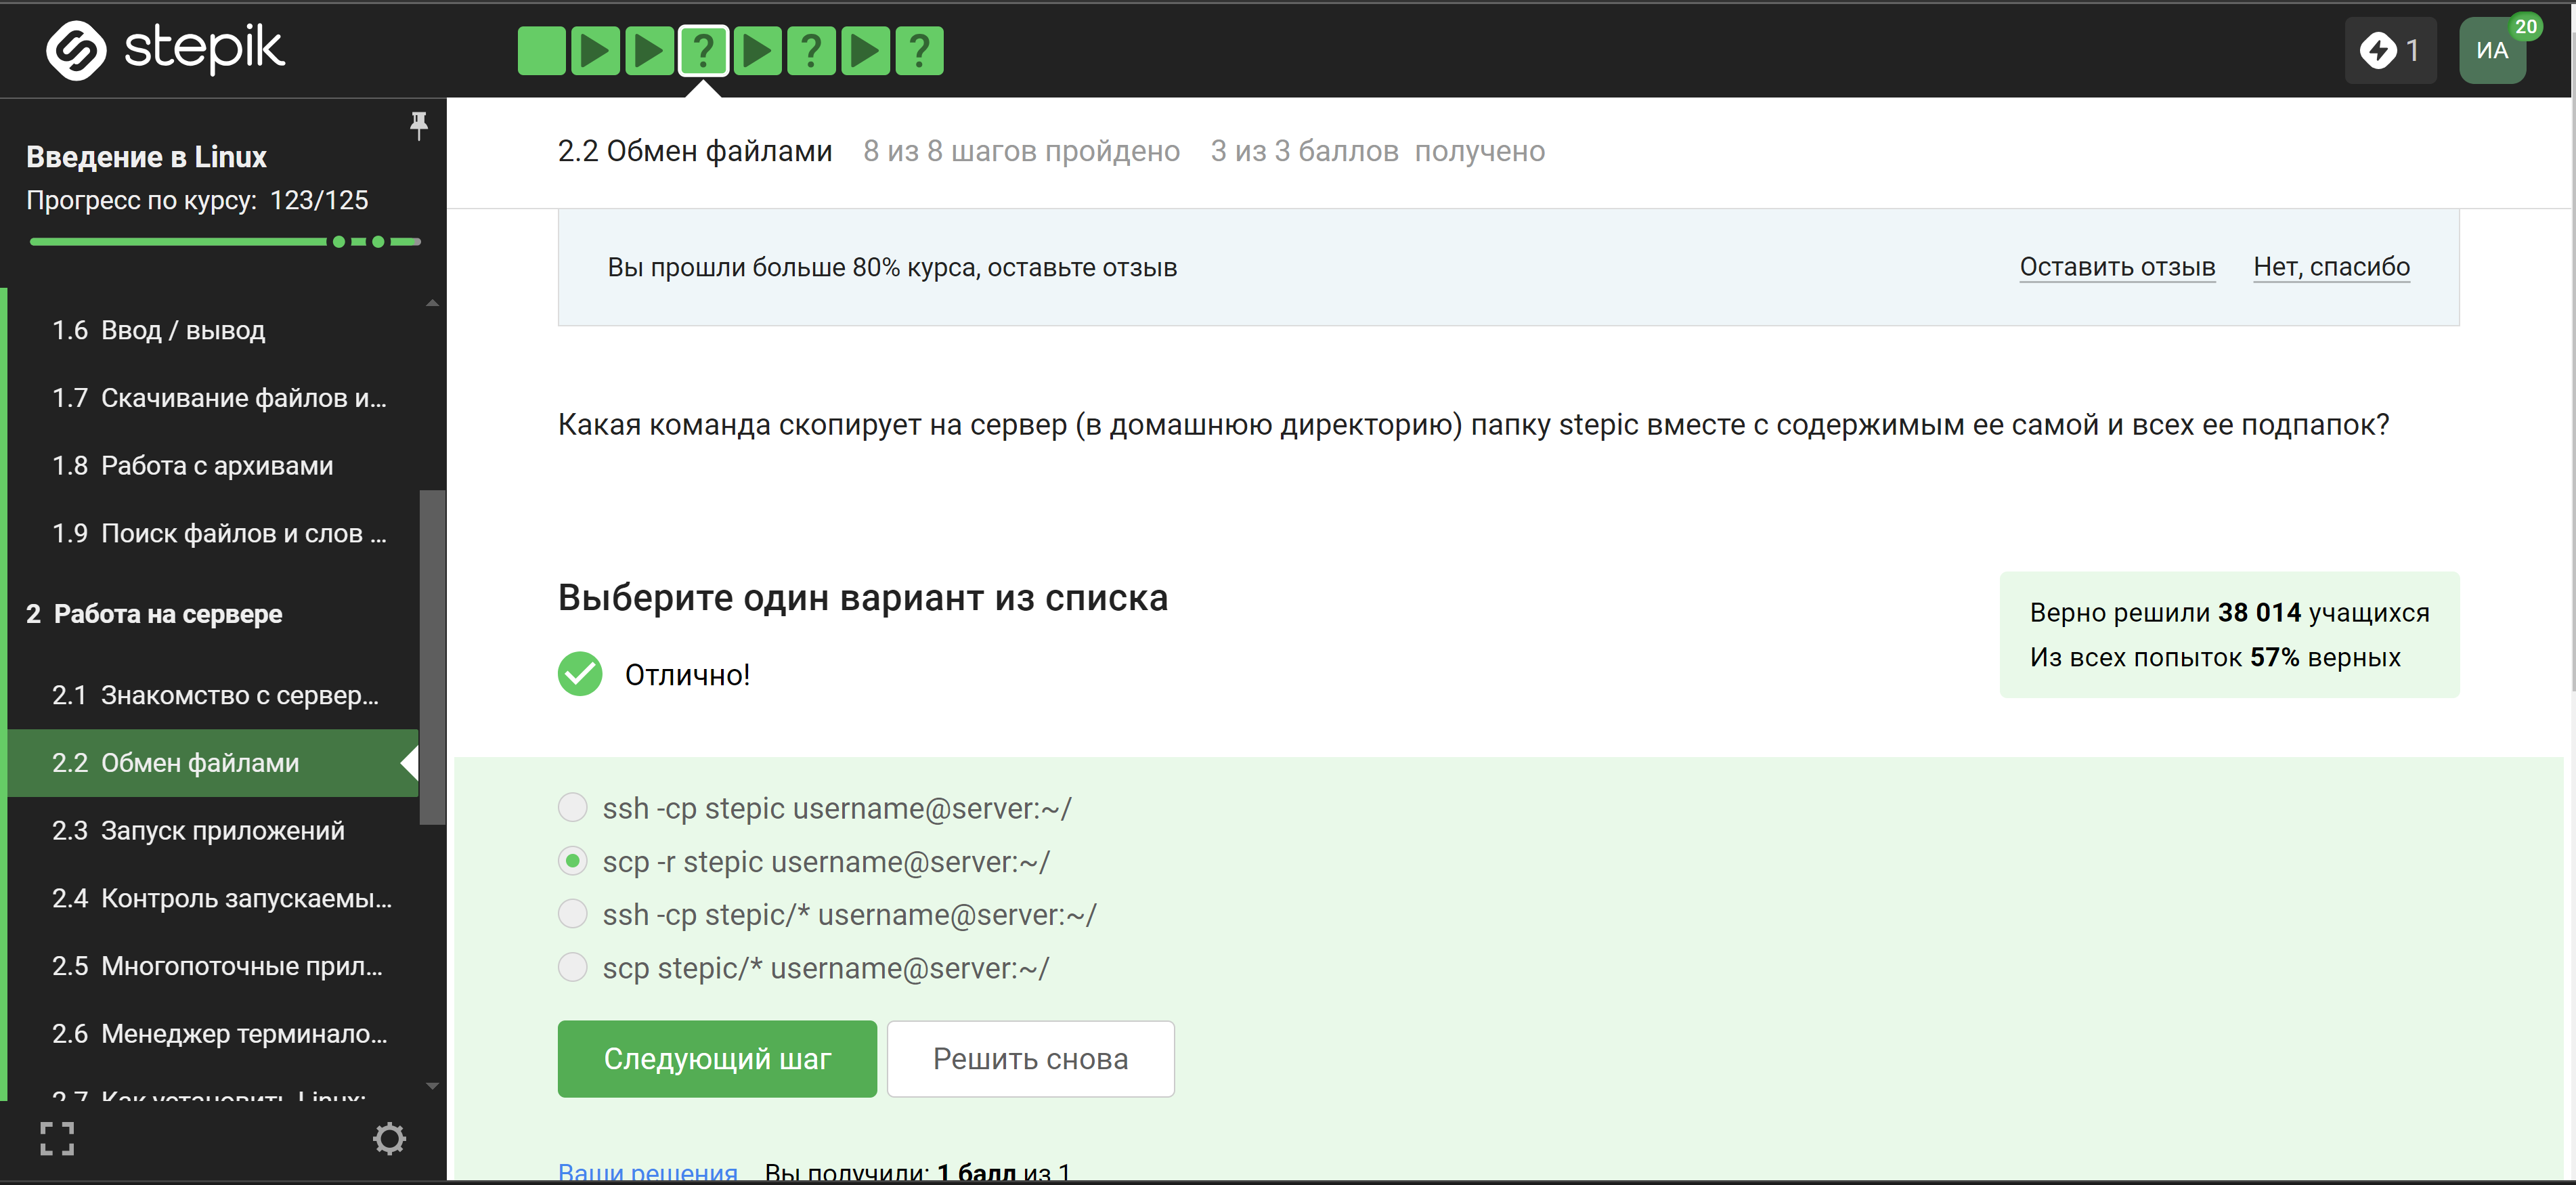 stepik
?
?
?
1
ИА
20
Введение в Linux
Прогресс по курсу: 123/125
1.6 Ввод / вывод
1.7 Скачивание файлов и...
1.8 Работа с архивами
1.9 Поиск файлов и слов ...
2 Работа на сервере
2.1 Знакомство с сервер...
2.2 Обмен файлами
2.3 Запуск приложений
2.4 Контроль запускаемы...
2.5 Многопоточные прил...
2.6 Менеджер терминало...
2.7 Как установить Linux:
2.2 Обмен файлами 8 из 8 шагов пройдено 3 из 3 баллов получено
Вы прошли больше 80% курса, оставьте отзыв
Оставить отзыв
Нет, спасибо
Какая команда скопирует на сервер (в домашнюю директорию) папку stepic вместе с содержимым ее самой и всех ее подпапок?
Выберите один вариант из списка
Отлично!
Верно решили 38 014 учащихся
Из всех попыток 57% верных
ssh -cp stepic username@server:~/
scp -r stepic username@server:~/
ssh -cp stepic/* username@server:~/
scp stepic/* username@server:~/
Следующий шаг
Решить снова
Ваши решения Вы получили: 1 балл из 1